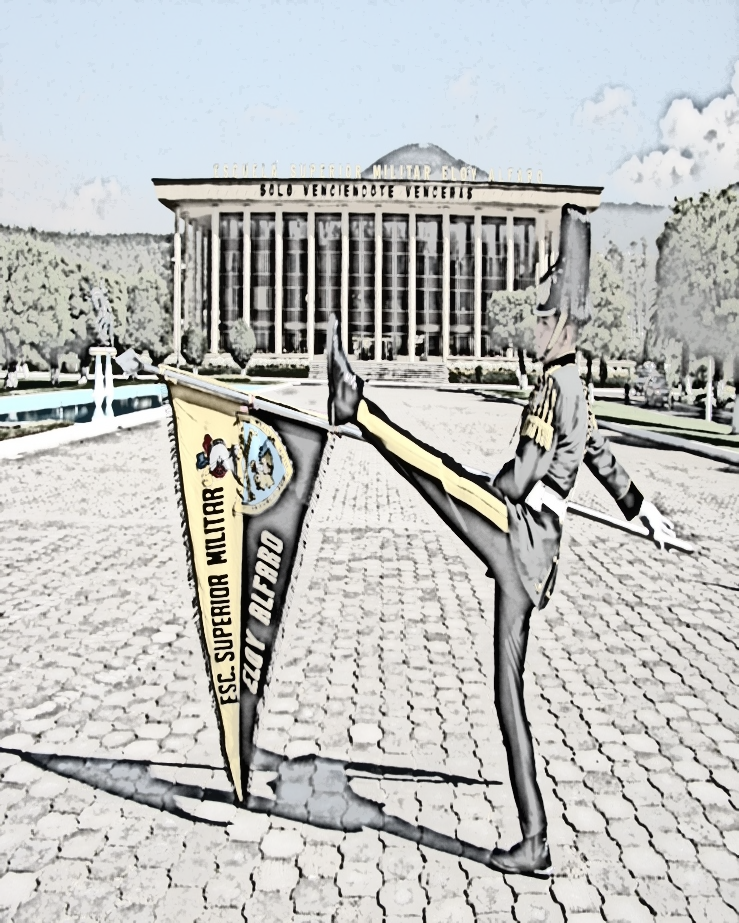 ESCUELA SUPERIOR MILITAR ELOY ALFARO
SOLO VENCIENDOTE VENCERAS
ESC. SUPERIOR MILITAR
ELOY ALFARO